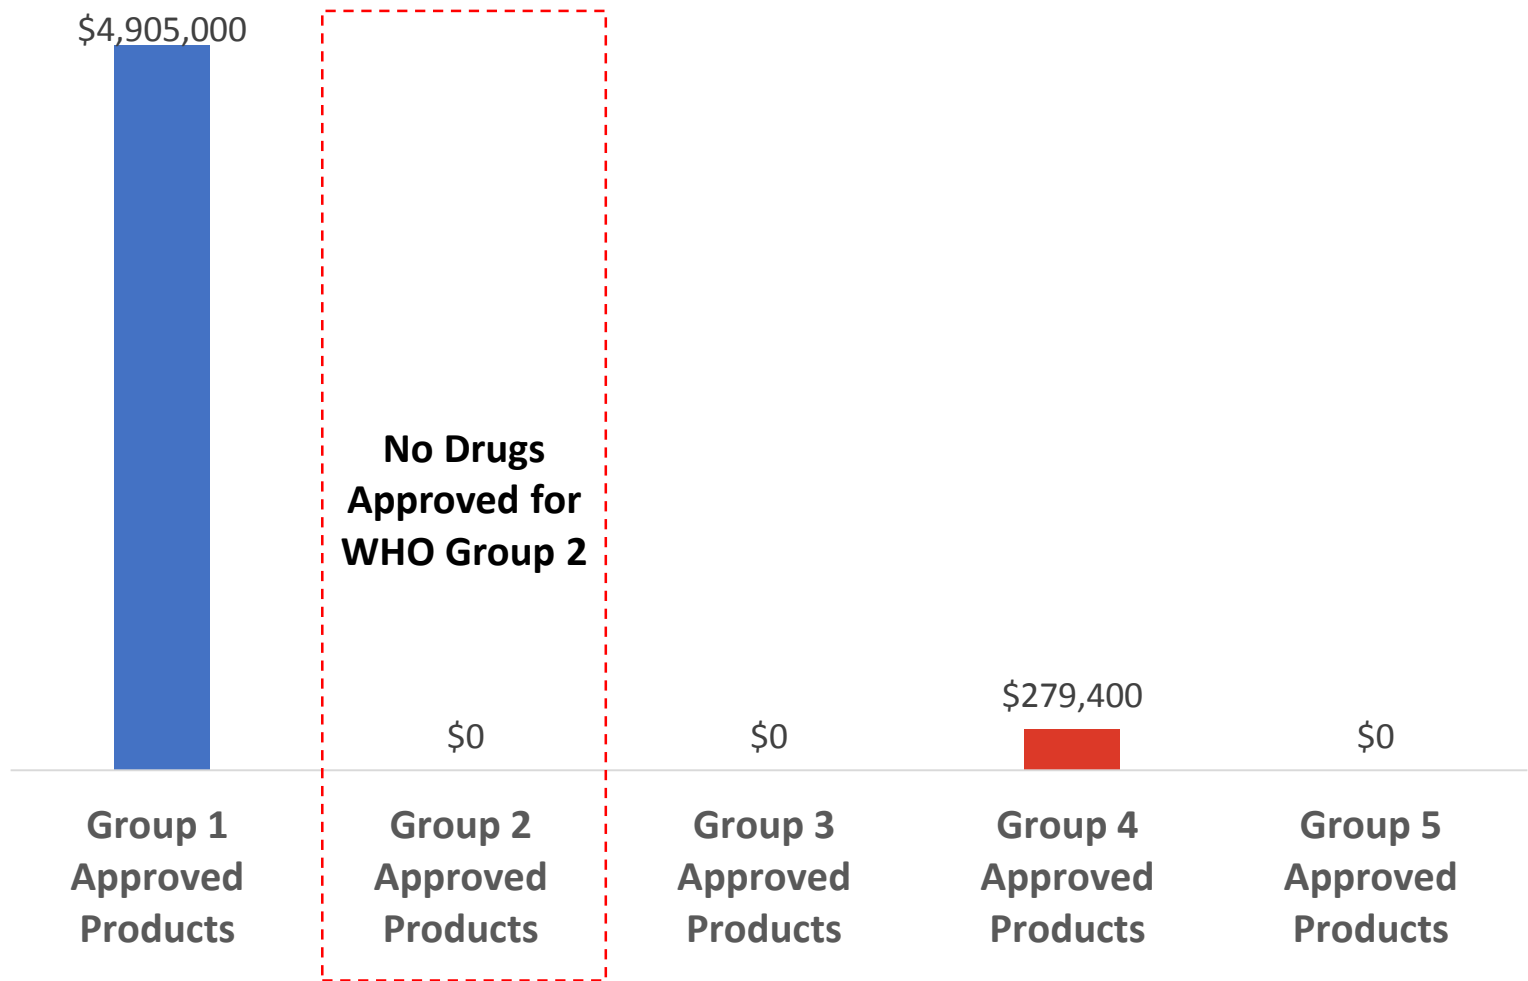 $4,905,000
No Drugs
Approved for
WHO Group 2
$0
$0
$279,400
$0
Group 1
Approved
Products
Group 2
Approved
Products
Group 3
Approved
Products
Group 4
Approved
Products
Group 5
Approved
Products